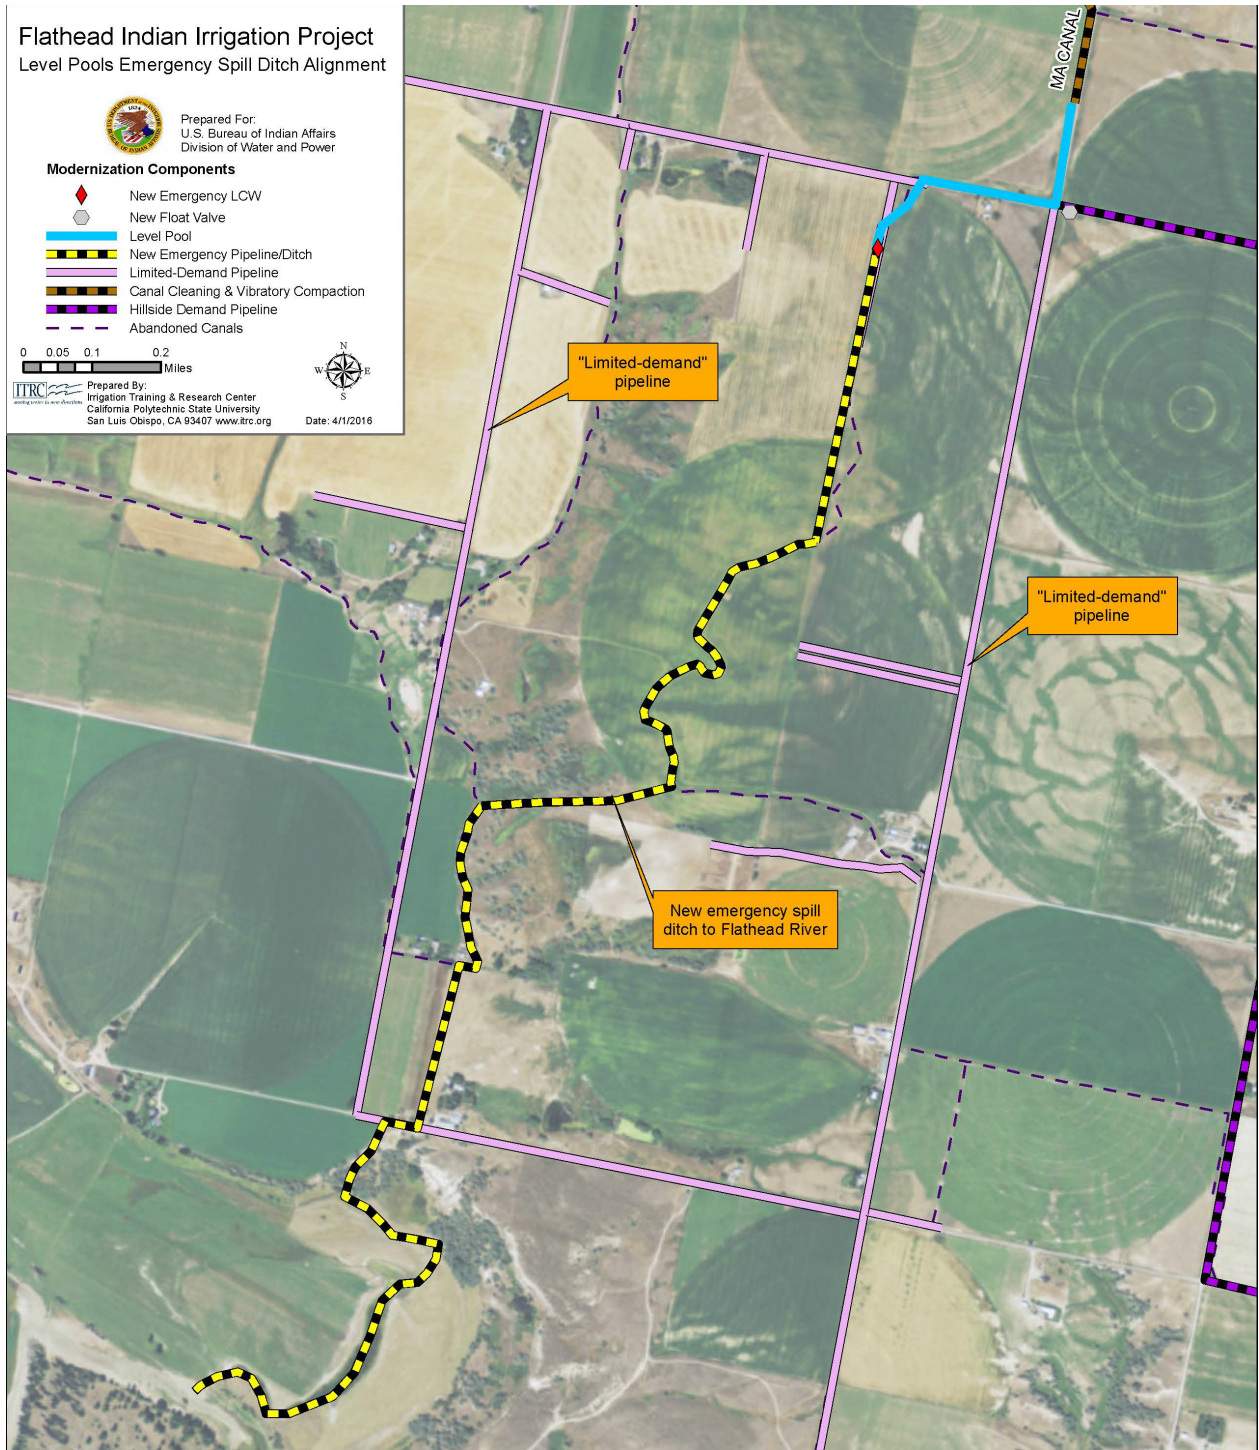 Flathead Indian Irrigation Project
Level Pools Emergency Spill Ditch Alignment
Prepared For:
U.S. Bureau of Indian Affairs
Division of Water and Power
Modernization Components
New Emergency LCW
New Float Valve
Level Pool
New Emergency Pipeline/Ditch
Limited-Demand Pipeline
Canal Cleaning & Vibratory Compaction
Hillside Demand Pipeline
Abandoned Canals
0 0.05 0.1 0.2
Miles
N
W E
S
ITRC
Prepared By:
Irrigation Training & Research Center
California Polytechnic State University
San Luis Obispo, CA 93407 www.itrc.org
Date: 4/1/2016
MA CANAL
"Limited-demand"
pipeline
"Limited-demand"
pipeline
New emergency spill
ditch to Flathead River